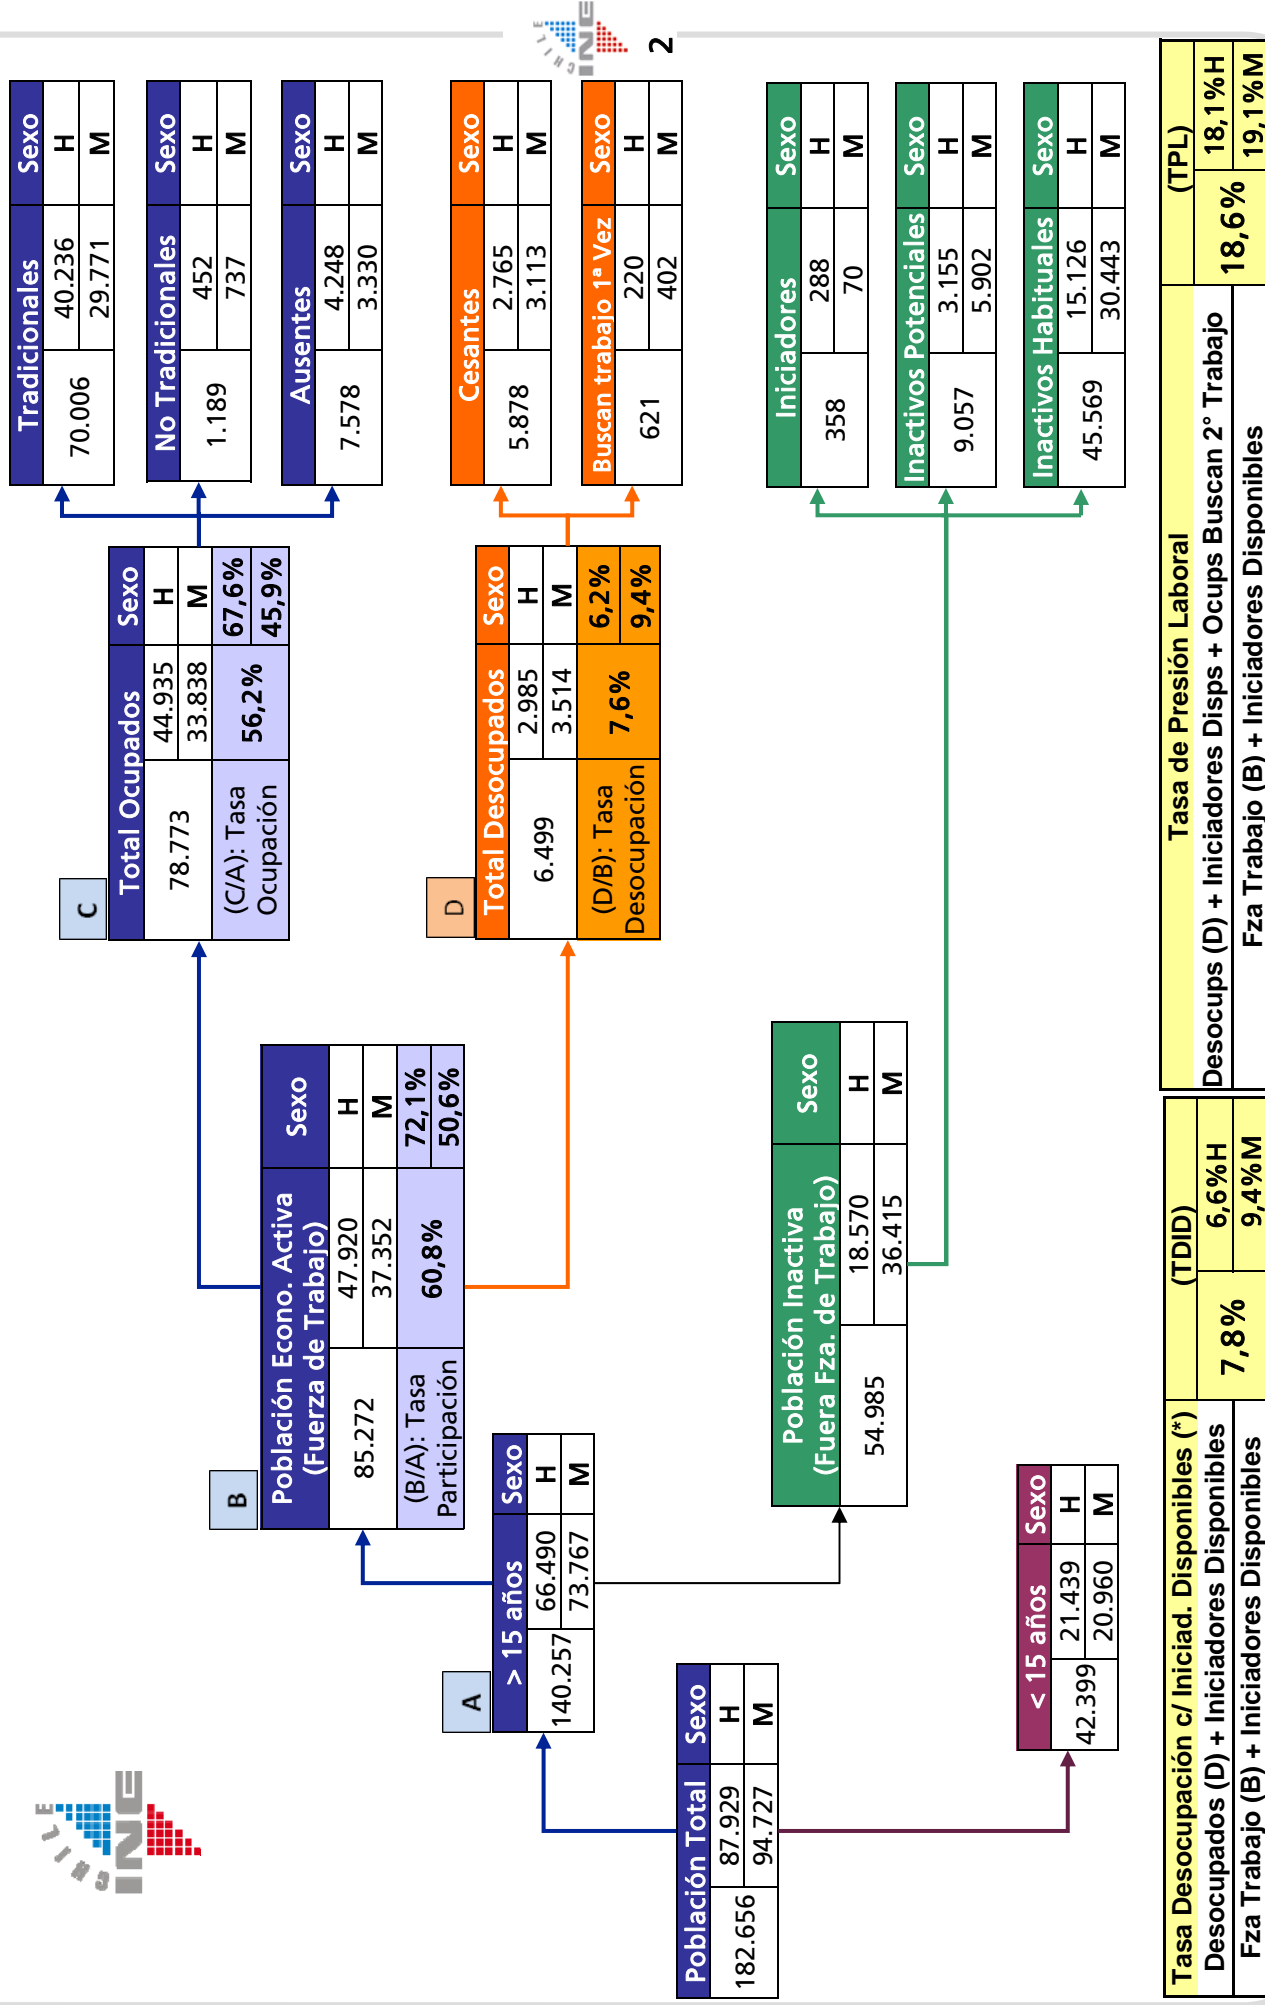 CHILE
INE
Población Total Sexo
182.656 87.929 H
94.727 M
A
> 15 años Sexo
140.257 66.490 H
73.767 M
< 15 años Sexo
42.399 21.439 H
20.960 M
B
Población Econo. Activa
(Fuerza de Trabajo) Sexo
85.272 47.920 H
37.352 M
(B/A): Tasa
Participación 60,8% 72,1%
50,6%
Población Inactiva
(Fuera Fza. de Trabajo) Sexo
54.985 18.570 H
36.415 M
C
Total Ocupados Sexo
78.773 44.935 H
33.838 M
(C/A): Tasa
Ocupación 56,2% 67,6%
45,9%
D
Total Desocupados Sexo
6.499 2.985 H
3.514 M
(D/B): Tasa
Desocupación 7,6% 6,2%
9,4%
Tradicionales Sexo
70.006 40.236 H
29.771 M
No Tradicionales Sexo
1.189 452 H
737 M
Ausentes Sexo
7.578 4.248 H
3.330 M
Cesantes Sexo
5.878 2.765 H
3.113 M
Buscan trabajo 1ª Vez Sexo
621 220 H
402 M
Iniciadores Sexo
358 288 H
70 M
Inactivos Potenciales Sexo
9.057 3.155 H
5.902 M
Inactivos Habituales Sexo
45.569 15.126 H
30.443 M
Tasa Desocupación c/ Iniciad. Disponibles (*) (TDID)
Desocupados (D) + Iniciadores Disponibles 7,8% 6,6%H
Fza Trabajo (B) + Iniciadores Disponibles 9,4%M
Tasa de Presión Laboral (TPL)
Desocups (D) + Iniciadores Disps + Ocups Buscan 2° Trabajo 18,6% 18,1%H
Fza Trabajo (B) + Iniciadores Disponibles 19,1%M
CHILE
INE
2